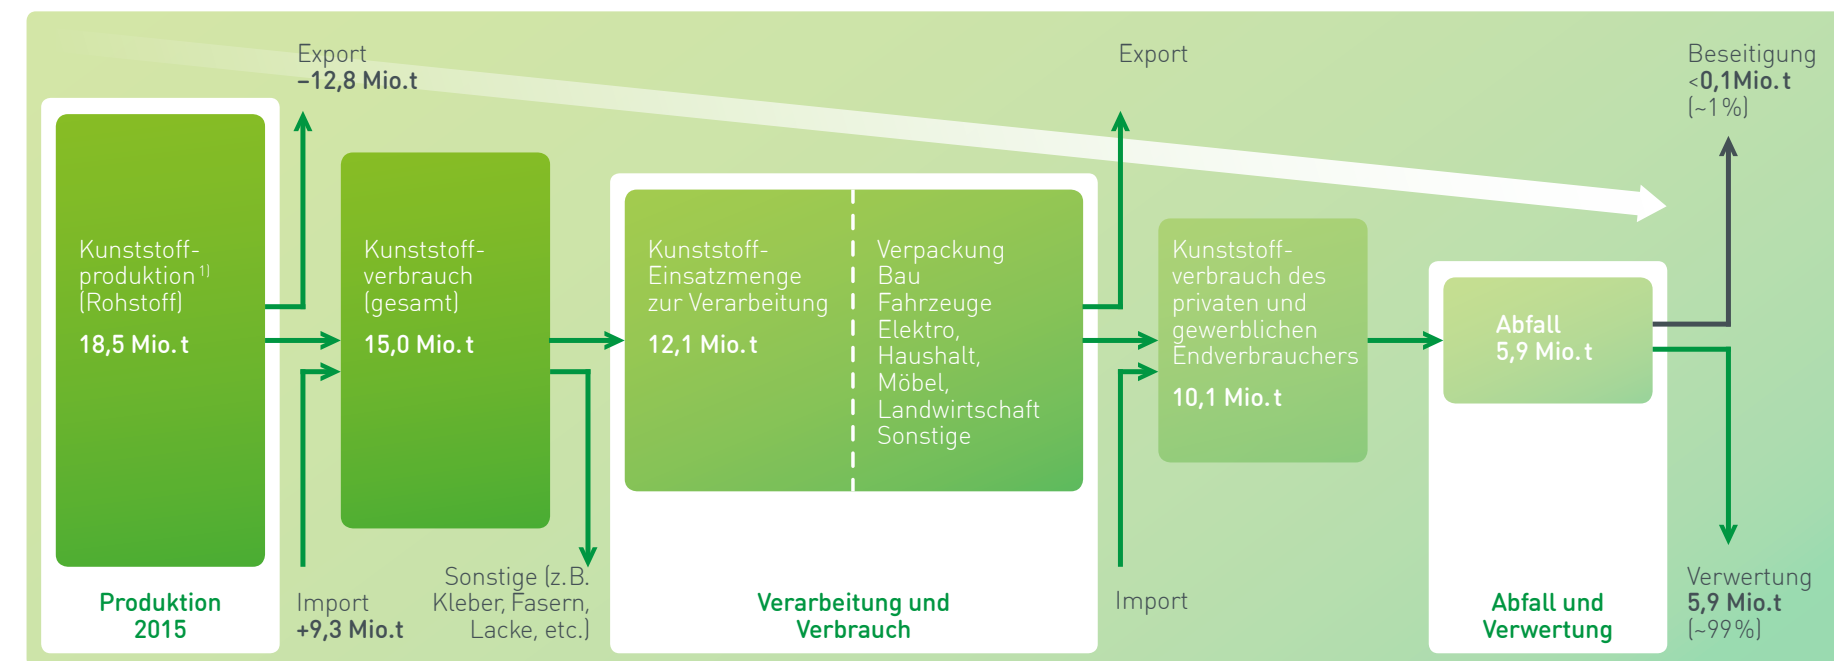 Export
–12,8 Mio.t
Kunststoff-
produktion 1)
(Rohstoff)
18,5 Mio.t
Produktion
2015
Import
+9,3 Mio.t
Kunststoff-
verbrauch
(gesamt)
15,0 Mio.t
Sonstige (z.B.
Kleber, Fasern,
Lacke, etc.)
Kunststoff-
Einsatzmenge
zur Verarbeitung
12,1 Mio.t
Verpackung
Bau
Fahrzeuge
Elektro,
Haushalt,
Möbel,
Landwirtschaft
Sonstige
Verarbeitung und
Verbrauch
Export
Import
Kunststoff-
verbrauch des
privaten und
gewerblichen
Endverbrauchers
10,1 Mio.t
Abfall
5,9 Mio.t
Abfall und
Verwertung
Beseitigung
<0,1Mio.t
(~1%)
Verwertung
5,9 Mio.t
(~99%)